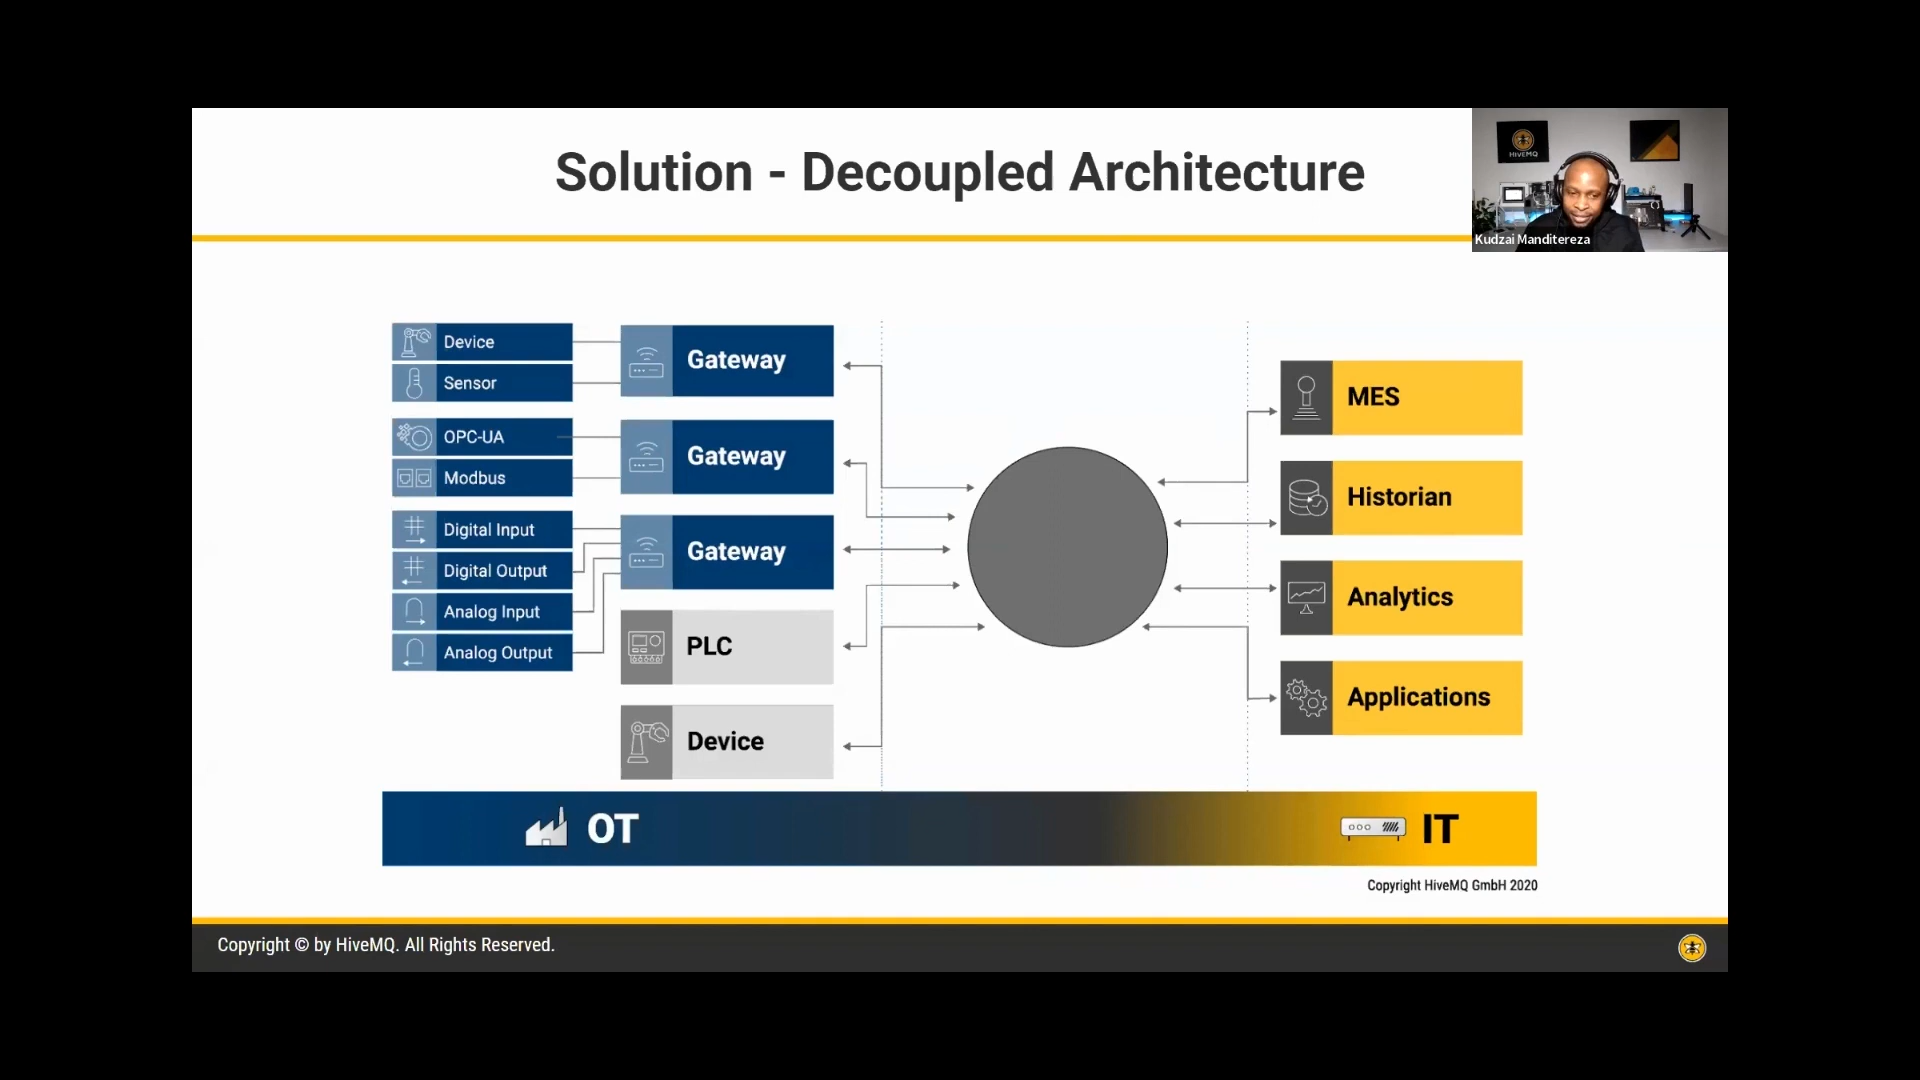 Solution - Decoupled Architecture
HIVEMQ
Kudzai Manditereza
Device
Sensor
OPC-UA
Modbus
Digital Input
Digital Output
Analog Input
Analog Output
Gateway
Gateway
Gateway
PLC
Device
MES
Historian
Analytics
Applications
OT
IT
Copyright HiveMQ GmbH 2020
Copyright © by HiveMQ. All Rights Reserved.